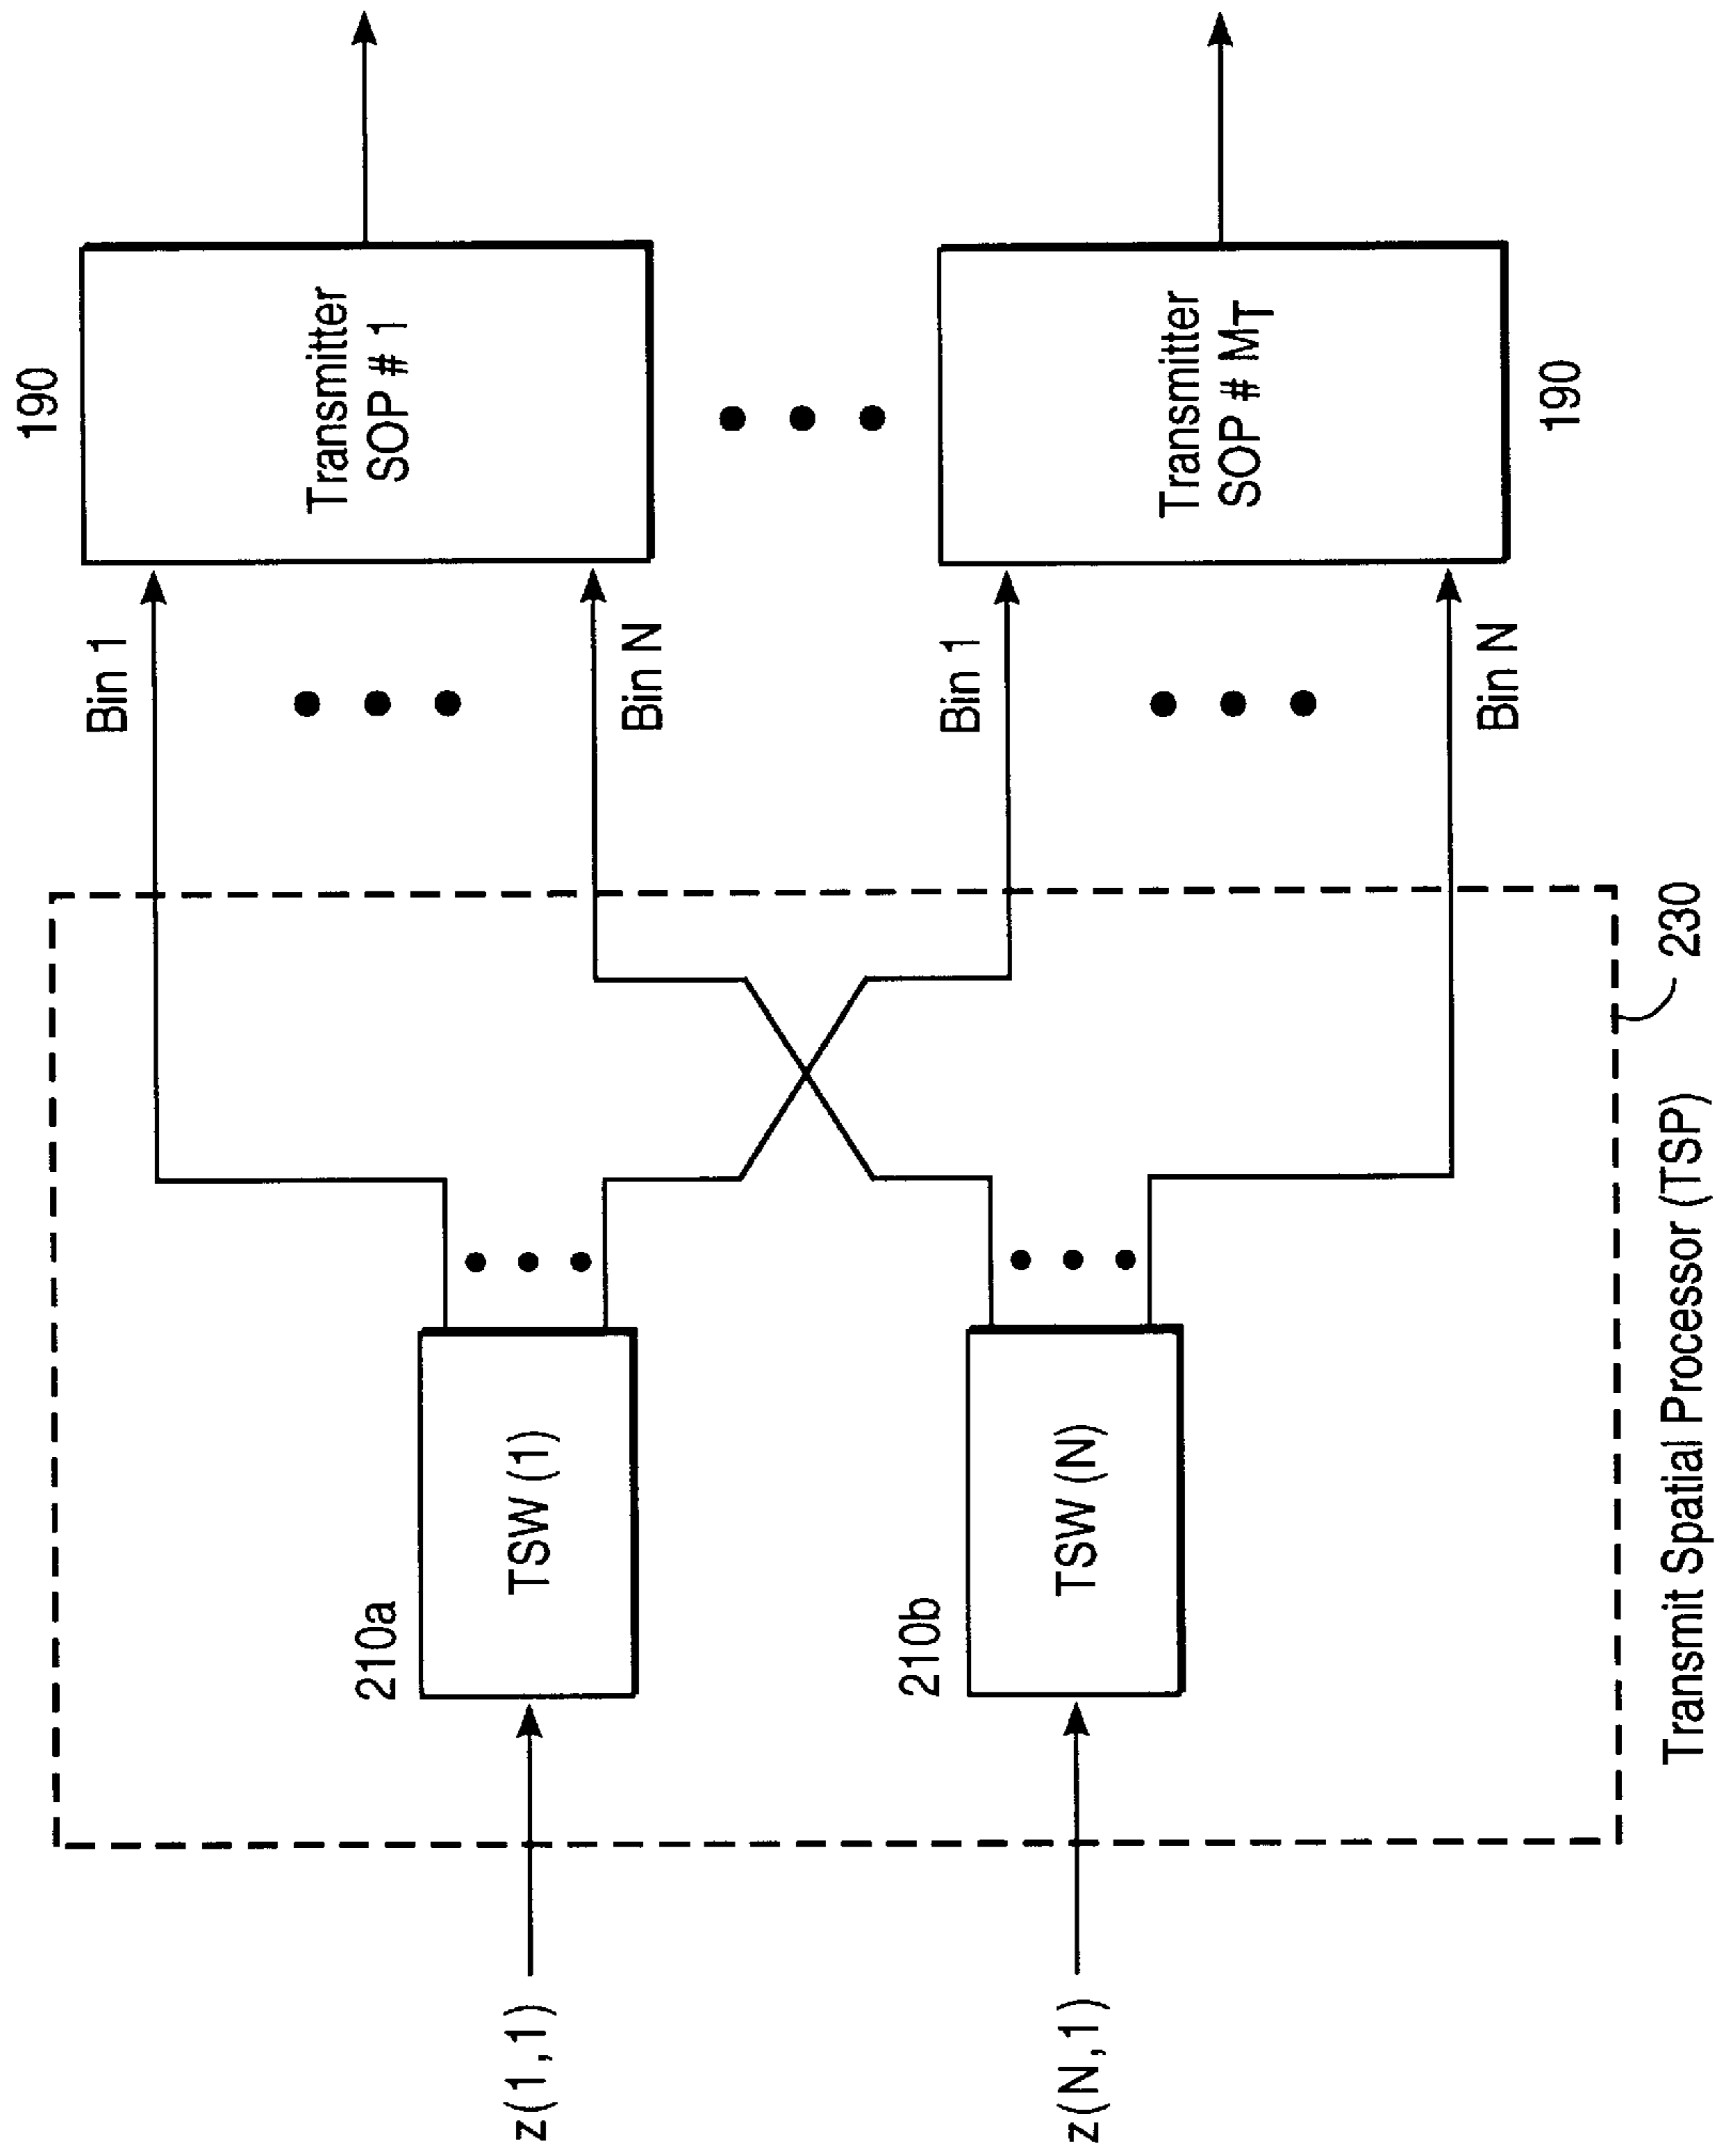 190
Transmitter
SOP # 1
Bin 1
Bin N
190
Transmitter
SOP # MT
Bin 1
Bin N
210a
TSW (1)
210b
TSW (N)
z(1,1)
z(N,1)
230
Transmit Spatial Processor (TSP)